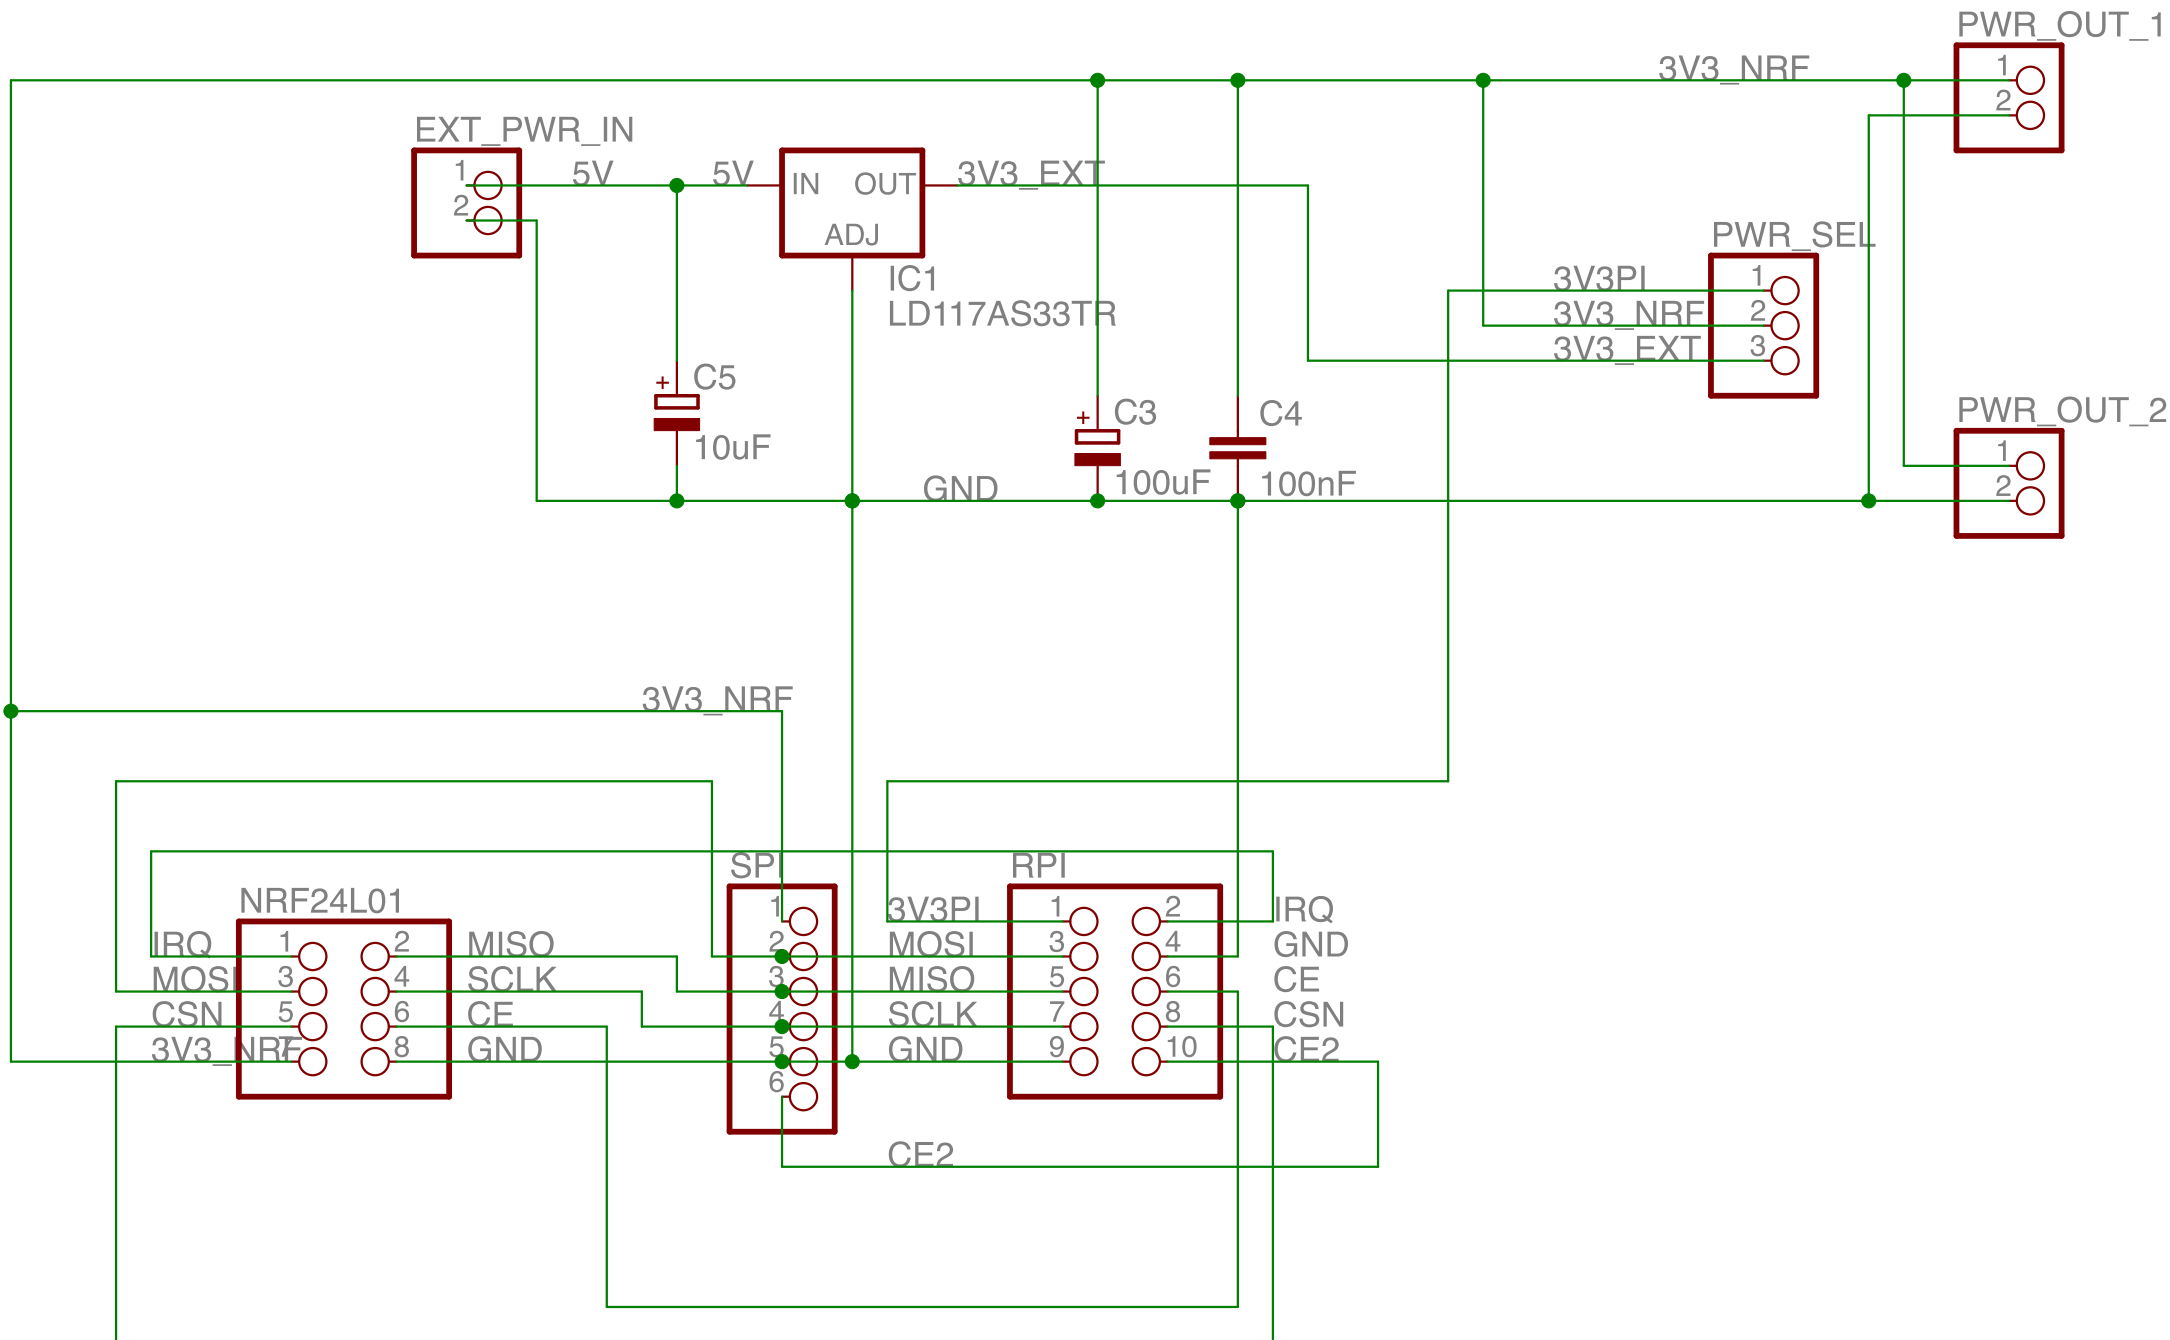 PWR_OUT_1
3V3_NRF
1
2
EXT_PWR_IN
1
2
5V
5V
IN
OUT
ADJ
3V3_EXT
IC1
LD117AS33TR
PWR_SEL
3V3PI
1
3V3_NRF
2
3V3_EXT
3
+
C5
10uF
+
C3
100uF
C4
100nF
GND
PWR_OUT_2
1
2
3V3_NRF
NRF24L01
IRQ
1
2
MISO
MOSI
3
4
SCLK
CSN
5
6
CE
3V3_NRF
7
8
GND
SPI
1
2
3
4
5
6
RPI
3V3PI
1
2
IRQ
MOSI
3
4
GND
MISO
5
6
CE
SCLK
7
8
CSN
GND
9
10
CE2
CE2